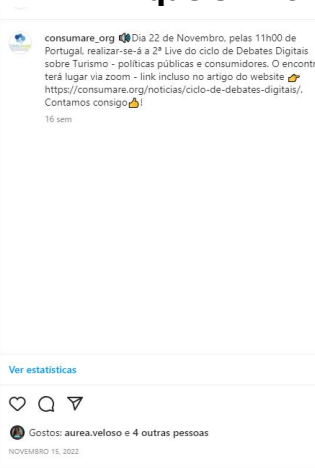 consumare_org 🔊Dia 22 de Novembro, pelas 11h00 de
Portugal, realizar-se-á a 2ª Live do ciclo de Debates Digitais
sobre Turismo - políticas públicas e consumidores. O encontr
terá lugar via zoom - link incluso no artigo do website 👉
https://consumare.org/noticias/ciclo-de-debates-digitais/.
Contamos consigo👍!
16 sem
Ver estatísticas
Gostos: aurea.veloso e 4 outras pessoas
NOVEMBRO 15, 2022